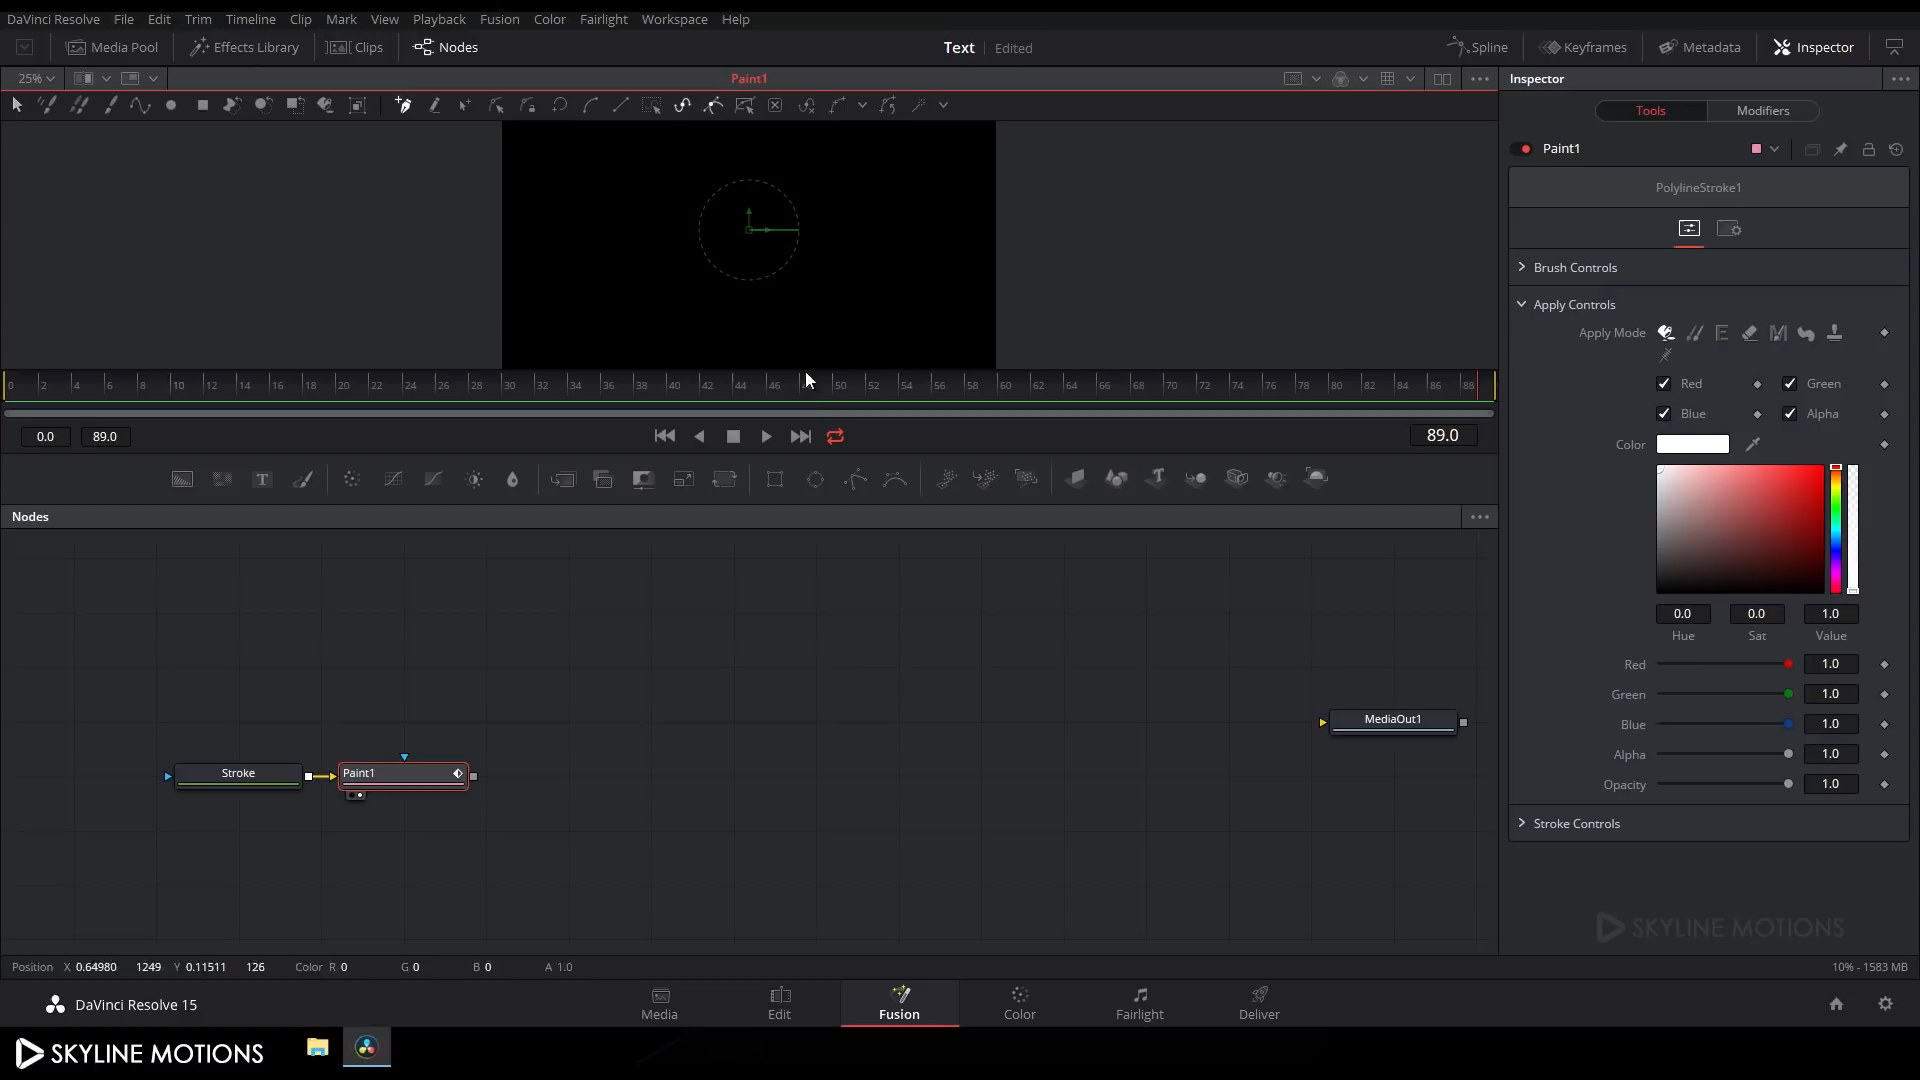 DaVinci Resolve File Edit Trim Timeline Clip Mark View Playback Fusion Color Fairlight Workspace Help
Media Pool Effects Library Clips Nodes Text Edited Spline Keyframes Metadata Inspector
25% Paint1 Inspector
Tools Modifiers
Paint1
PolylineStroke1
Brush Controls
Apply Controls
Apply Mode
Red Green
Blue Alpha
0 2 4 6 8 10 12 14 16 18 20 22 24 26 28 30 32 34 36 38 40 42 44 46 50 52 54 56 58 60 62 64 66 68 70 72 74 76 78 80 82 84 86 88
0.0 89.0 89.0
Color
0.0 0.0 1.0
Hue Sat Value
Red 1.0
Green 1.0
Blue 1.0
Alpha 1.0
Opacity 1.0
Stroke Controls
Nodes
MediaOut1
Stroke Paint1
SKYLINE MOTIONS
Position X 0.64980 1249 Y 0.11511 126 Color R 0 G 0 B 0 A 1.0 10% - 1583 MB
DaVinci Resolve 15 Media Edit Fusion Color Fairlight Deliver
SKYLINE MOTIONS